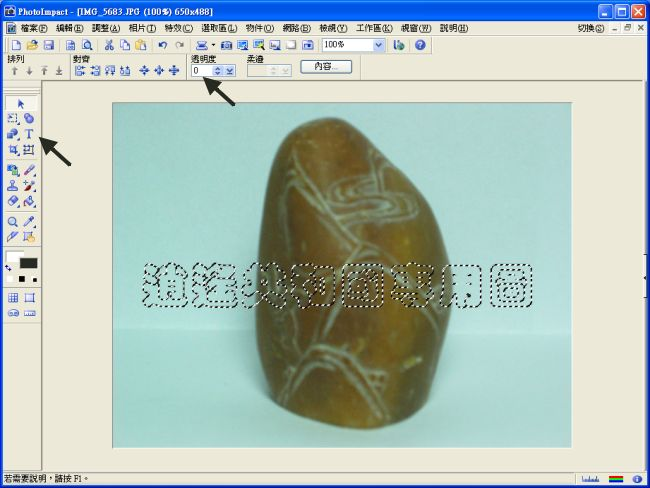 PhotoImpact - [IMG_5683.JPG (100%) 650x488]
檔案(F) 編輯(E) 調整(A) 相片(I) 特效(C) 選取區(L) 物件(O) 網路(B) 檢視(V) 工作區(K) 視窗(W) 說明(H) 切換(S)
100%
排列 對齊 透明度 柔邊
0 內容...
T
若需要說明，請按 F1。